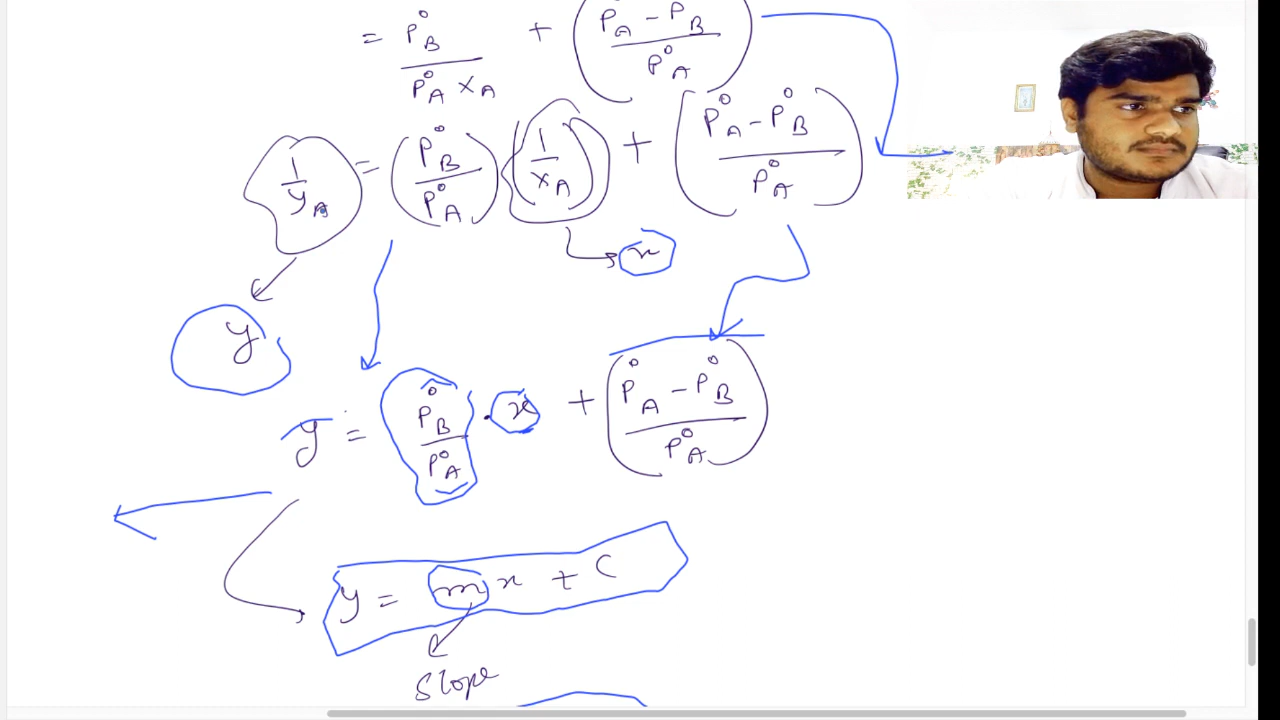 = P°B / P°A xA + (P°A - P°B / P°A)
1/yA = (P°B / P°A) (1/xA) + (P°A - P°B / P°A)
x
y
y = P°B / P°A . x + (P°A - P°B / P°A)
y = mx + C
Slope